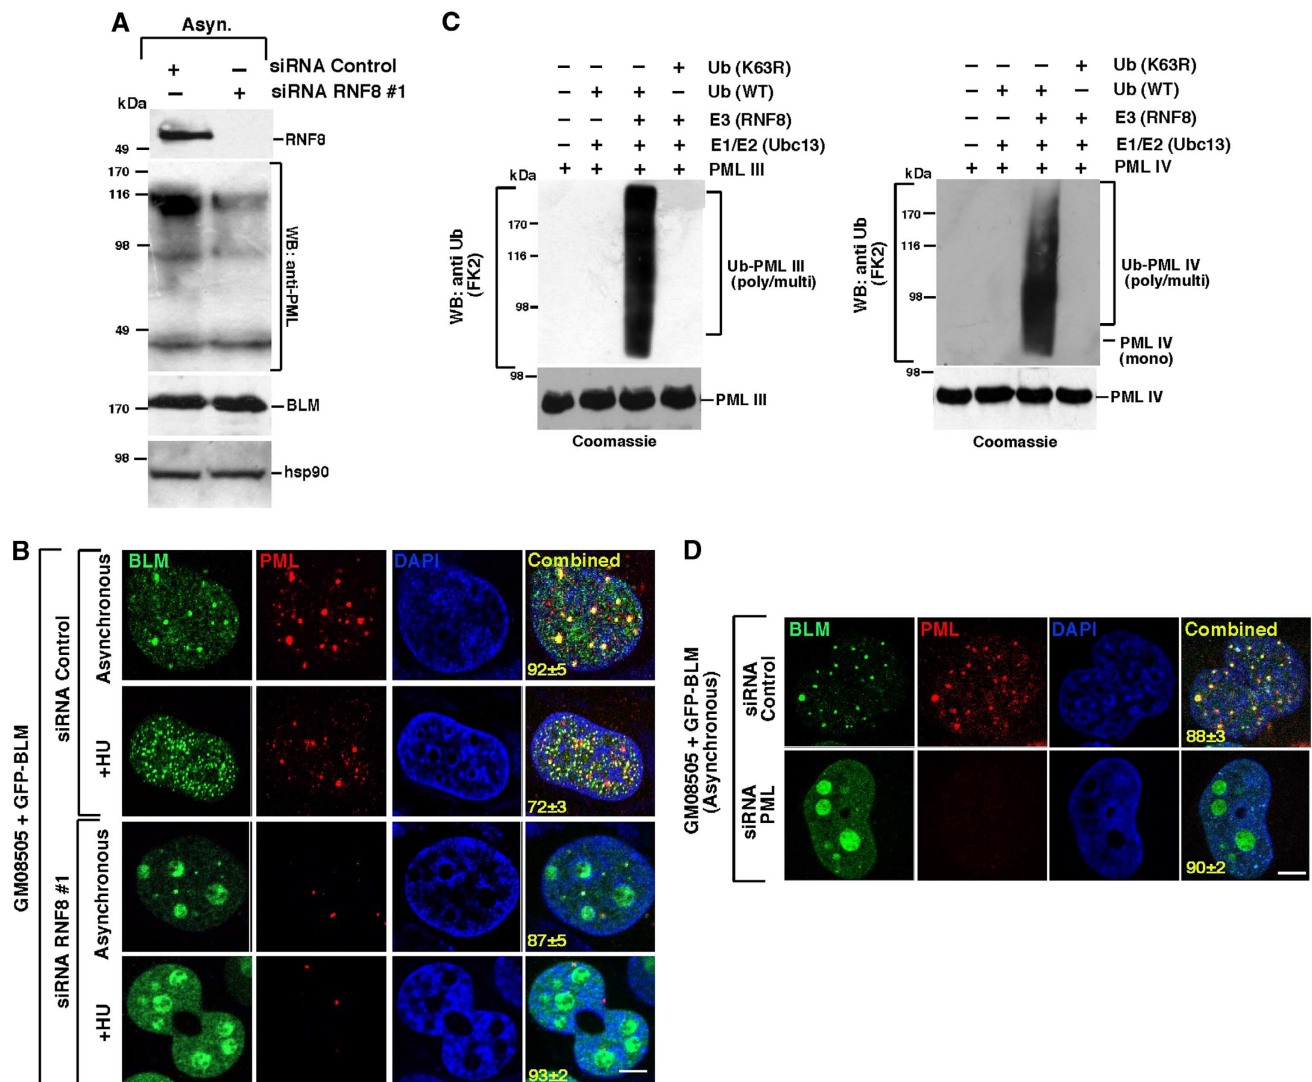 A
Asyn.
+ – siRNA Control
– + siRNA RNF8 #1
kDa
49
RNF8
170
116
98
49
WB: anti-PML
170
BLM
98
hsp90
C
– – – + Ub (K63R)
– + + – Ub (WT)
– – + + E3 (RNF8)
– + + + E1/E2 (Ubc13)
+ + + + PML III
kDa
170
116
98
WB: anti Ub
(FK2)
Ub-PML III
(poly/multi)
98
PML III
Coomassie
– – – + Ub (K63R)
– + + – Ub (WT)
– – + + E3 (RNF8)
– + + + E1/E2 (Ubc13)
+ + + + PML IV
kDa
170
116
98
WB: anti Ub
(FK2)
Ub-PML IV
(poly/multi)
PML IV
(mono)
98
PML IV
Coomassie
B
GM08505 + GFP-BLM
siRNA Control
siRNA RNF8 #1
Asynchronous
+HU
Asynchronous
+HU
BLM PML DAPI Combined
92±5
72±3
87±5
93±2
D
GM08505 + GFP-BLM
(Asynchronous)
siRNA
Control
siRNA
PML
BLM PML DAPI Combined
88±3
90±2